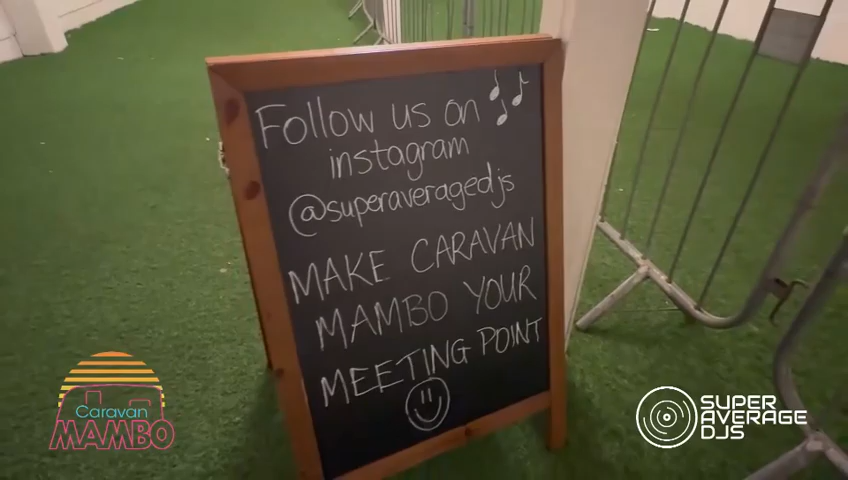 Follow us on
instagram
@superaveragedjs
MAKE CARAVAN
MAMBO YOUR
MEETING POINT
Caravan
MAMBO
SUPER
AVERAGE
DJS